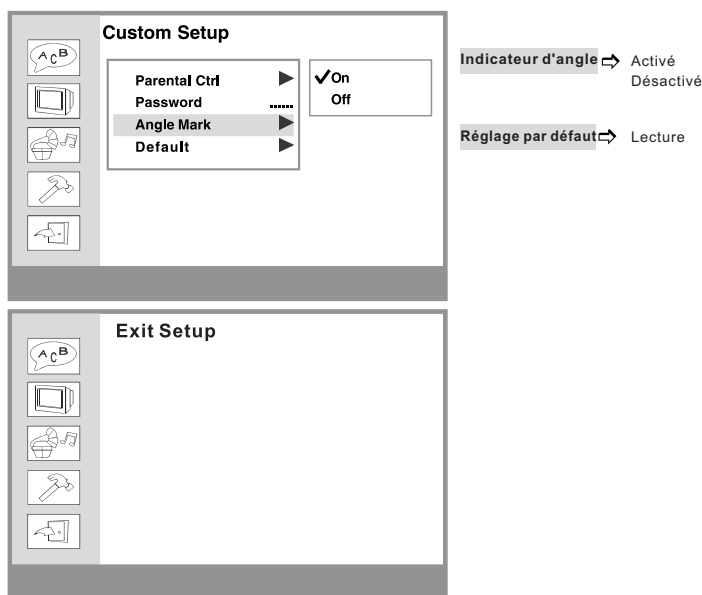 Custom Setup
A C B
Parental Ctrl
Password ......
Angle Mark
Default
✓On
Off
Indicateur d'angle ⇨ Activé
Désactivé
Réglage par défaut ⇨ Lecture
Exit Setup
A C B